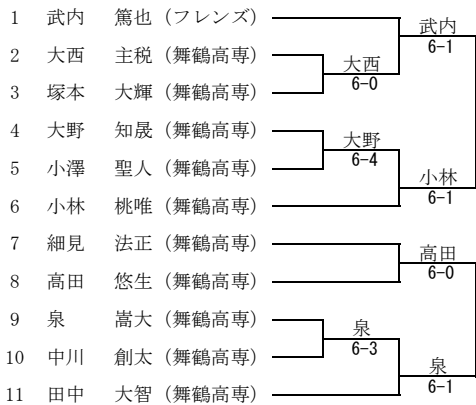 1 武内 篤也 (フレンズ)
武内
6-1
2 大西 主税 (舞鶴高専)
大西
6-0
3 塚本 大輝 (舞鶴高専)
4 大野 知晟 (舞鶴高専)
大野
6-4
5 小澤 聖人 (舞鶴高専)
小林
6-1
6 小林 桃唯 (舞鶴高専)
7 細見 法正 (舞鶴高専)
高田
6-0
8 高田 悠生 (舞鶴高専)
9 泉 嵩大 (舞鶴高専)
泉
6-3
10 中川 創太 (舞鶴高専)
泉
6-1
11 田中 大智 (舞鶴高専)